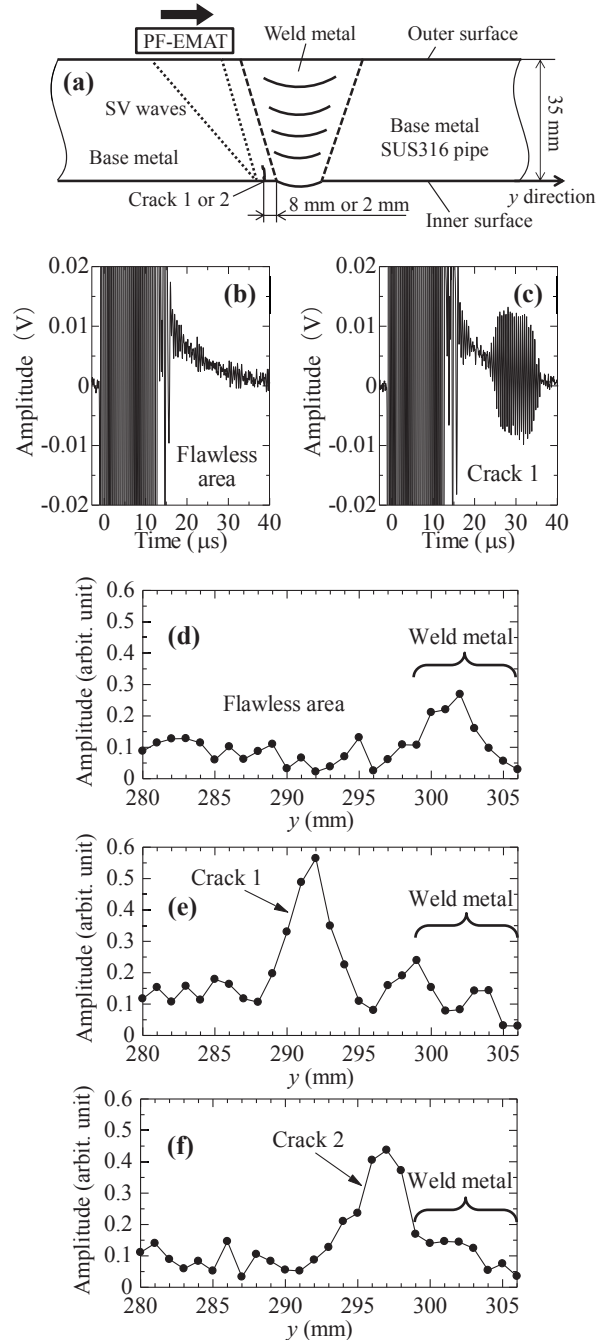 PF-EMAT
Weld metal
Outer surface
(a)
SV waves
35 mm
Base metal
Base metal
SUS316 pipe
y direction
Crack 1 or 2
8 mm or 2 mm
Inner surface
0.02
0.01
0
-0.01
-0.02
Amplitude (V)
(b)
Flawless
area
0 10 20 30 40
Time (μs)
0.02
0.01
0
-0.01
-0.02
Amplitude (V)
(c)
Crack 1
0 10 20 30 40
Time (μs)
0.6
0.5
0.4
0.3
0.2
0.1
0
Amplitude (arbit. unit)
(d)
Weld metal
Flawless area
280 285 290 295 300 305
y (mm)
0.6
0.5
0.4
0.3
0.2
0.1
0
Amplitude (arbit. unit)
(e)
Crack 1
Weld metal
280 285 290 295 300 305
y (mm)
0.6
0.5
0.4
0.3
0.2
0.1
0
Amplitude (arbit. unit)
(f)
Crack 2
Weld metal
280 285 290 295 300 305
y (mm)